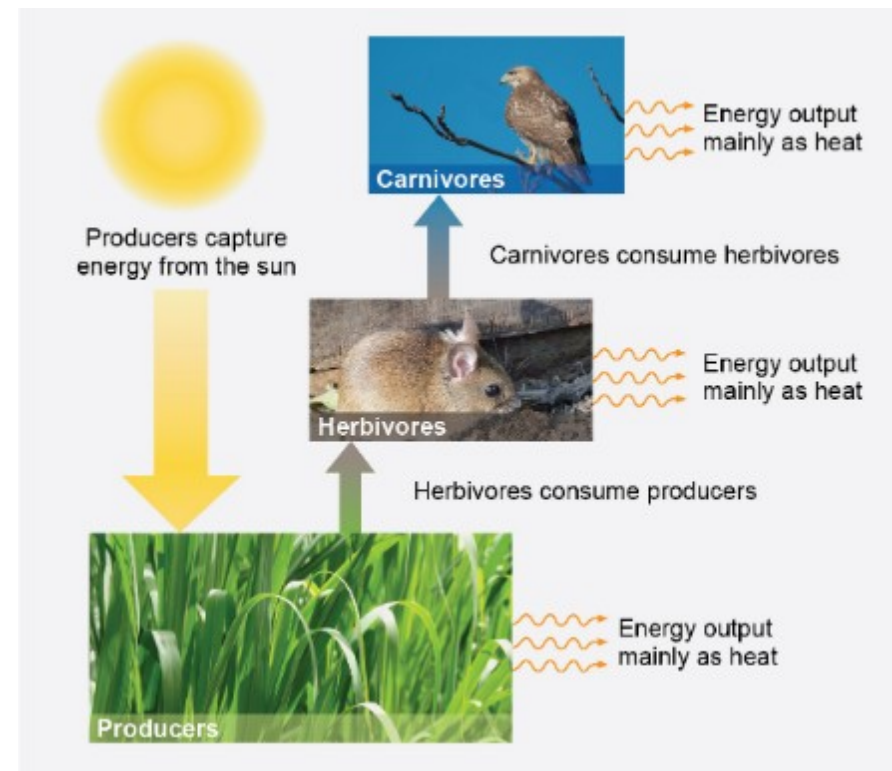 Carnivores
Energy output
mainly as heat
Producers capture
energy from the sun
Carnivores consume herbivores
Herbivores
Energy output
mainly as heat
Herbivores consume producers
Producers
Energy output
mainly as heat